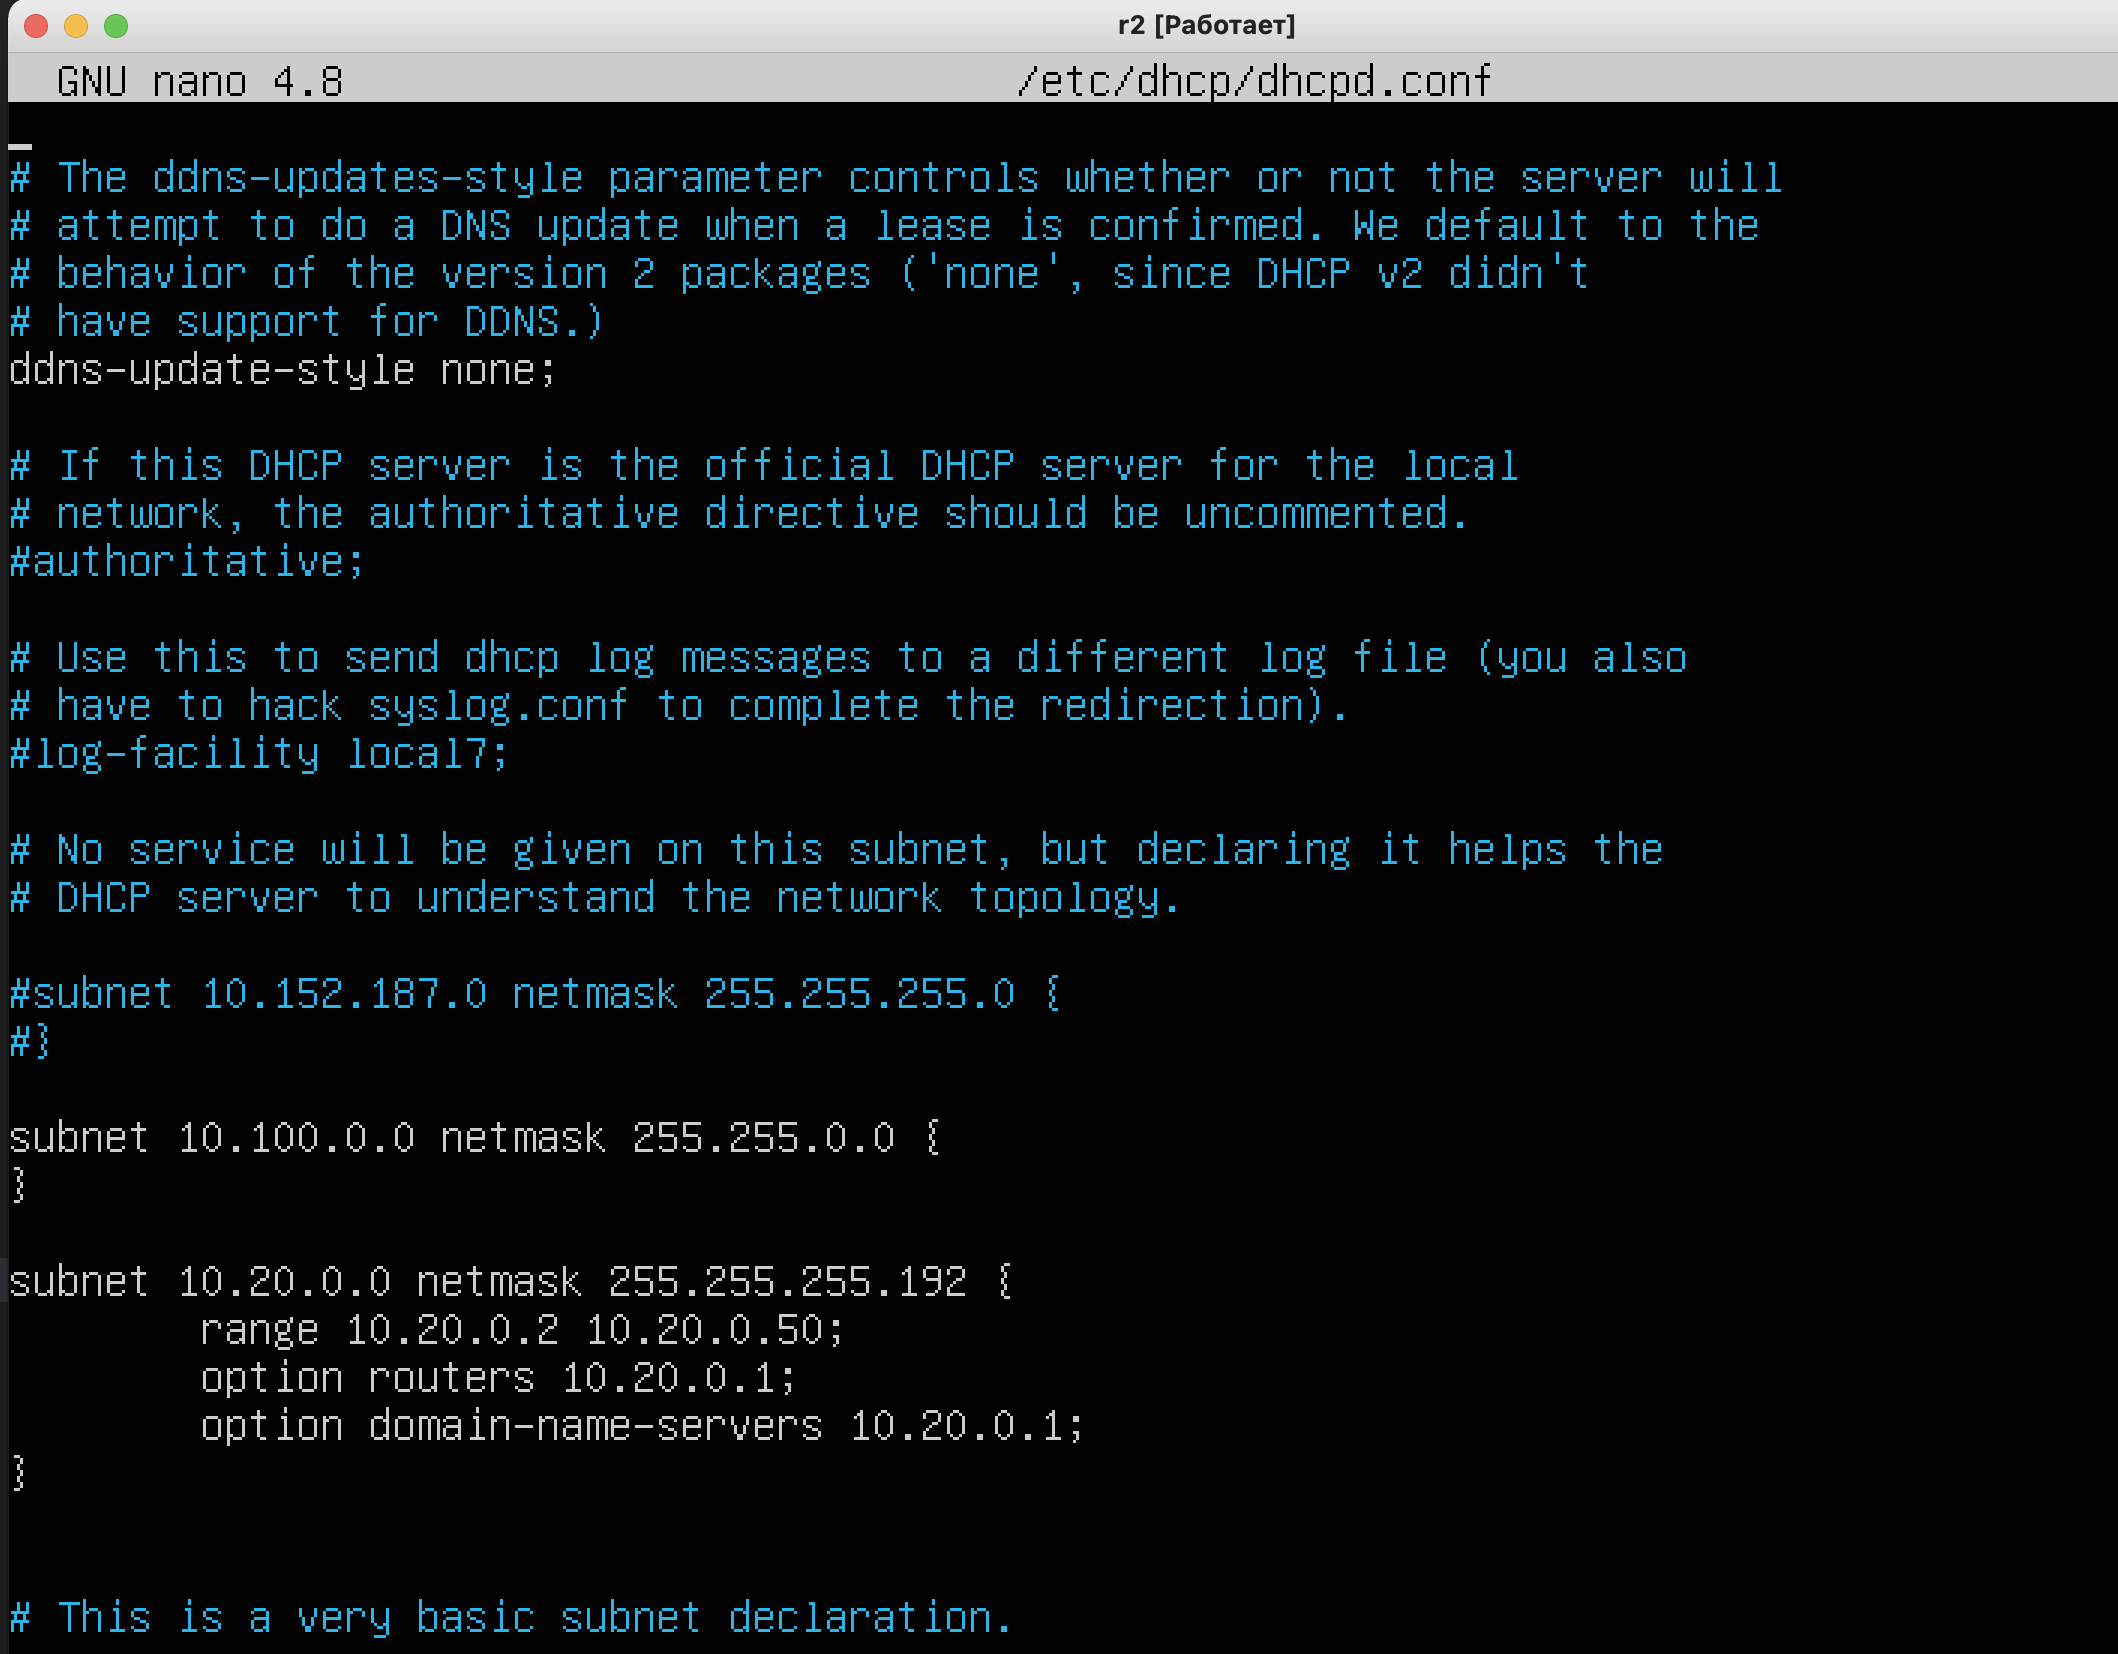 r2 [Работает]
GNU nano 4.8 /etc/dhcp/dhcpd.conf
# The ddns-updates-style parameter controls whether or not the server will
# attempt to do a DNS update when a lease is confirmed. We default to the
# behavior of the version 2 packages ('none', since DHCP v2 didn't
# have support for DDNS.)
ddns-update-style none;
# If this DHCP server is the official DHCP server for the local
# network, the authoritative directive should be uncommented.
#authoritative;
# Use this to send dhcp log messages to a different log file (you also
# have to hack syslog.conf to complete the redirection).
#log-facility local7;
# No service will be given on this subnet, but declaring it helps the
# DHCP server to understand the network topology.
#subnet 10.152.187.0 netmask 255.255.255.0 {
#}
subnet 10.100.0.0 netmask 255.255.0.0 {
}
subnet 10.20.0.0 netmask 255.255.255.192 {
range 10.20.0.2 10.20.0.50;
option routers 10.20.0.1;
option domain-name-servers 10.20.0.1;
}
# This is a very basic subnet declaration.